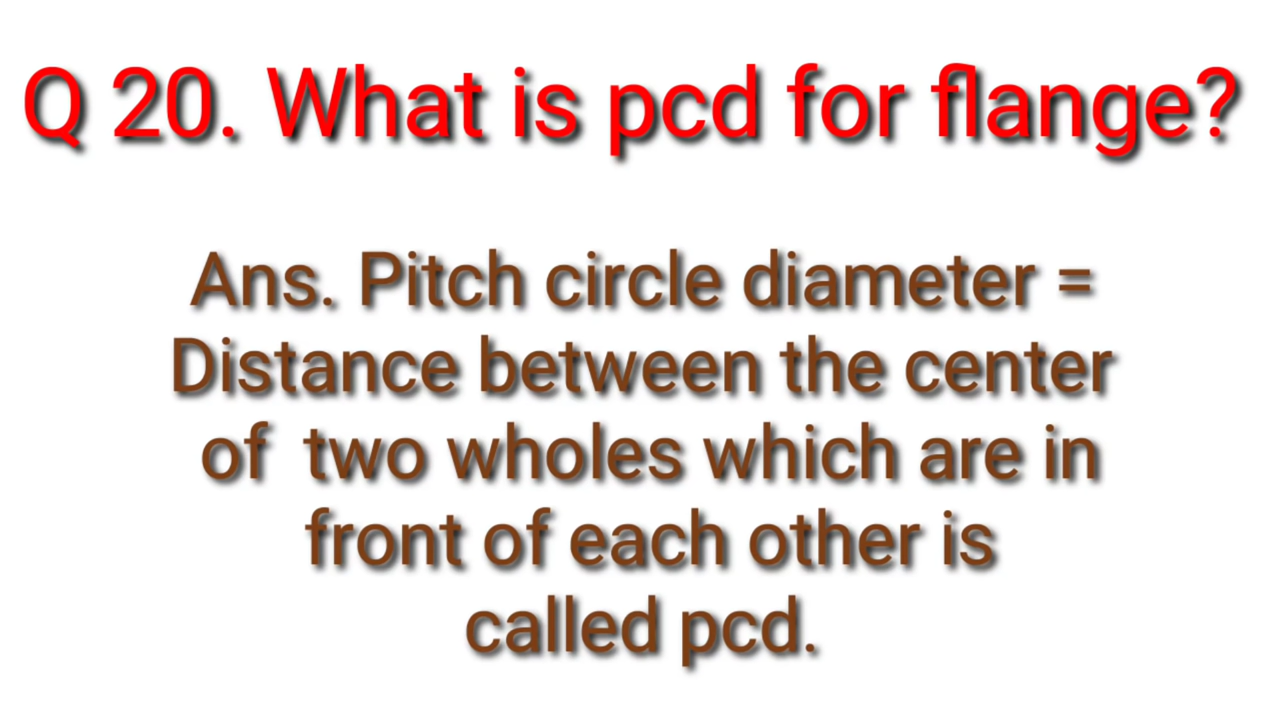 Q 20. What is pcd for flange?
Ans. Pitch circle diameter =
Distance between the center
of two wholes which are in
front of each other is
called pcd.